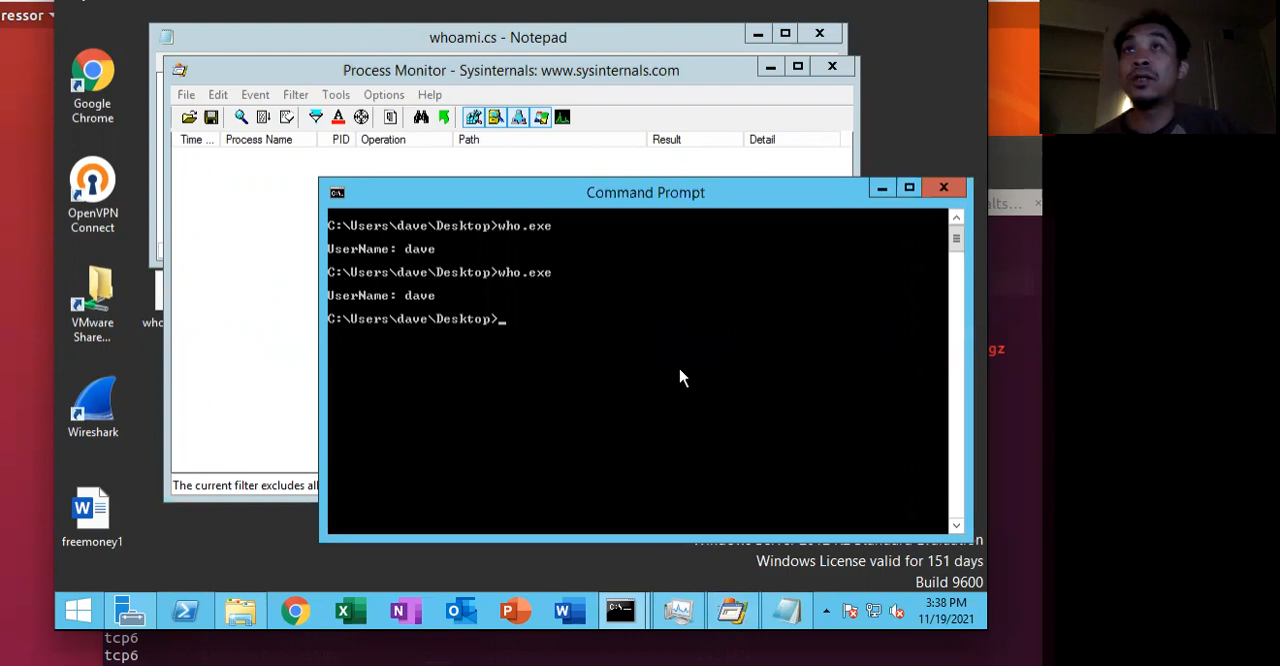 ressor
whoami.cs - Notepad
Process Monitor - Sysinternals: www.sysinternals.com
File Edit Event Filter Tools Options Help
Time ... Process Name PID Operation Path Result Detail
Google
Chrome
OpenVPN
Connect
VMware
Share...
Wireshark
freemoney1
who
Command Prompt
C:\Users\dave\Desktop>who.exe
UserName: dave
C:\Users\dave\Desktop>who.exe
UserName: dave
C:\Users\dave\Desktop>_
The current filter excludes all
alts...
gz
Windows License valid for 151 days
Build 9600
3:38 PM
11/19/2021
tcp6
tcp6